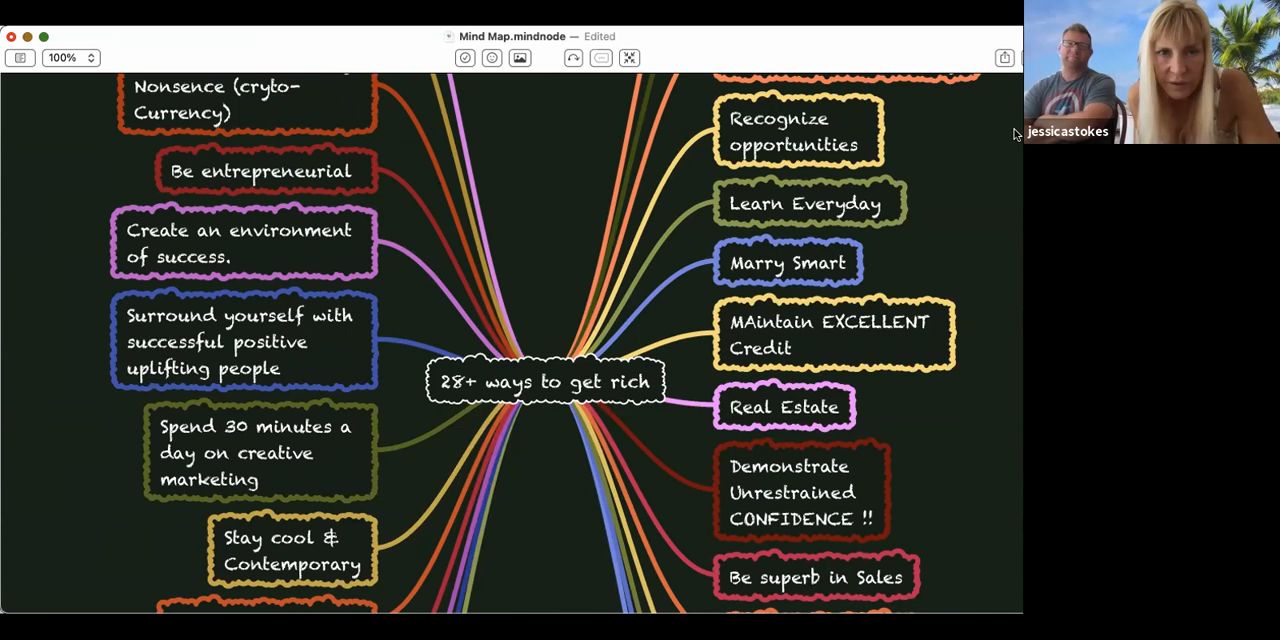 Mind Map.mindnode — Edited
100%
Nonsence (cryto-
Currency)
Be entrepreneurial
Create an environment
of success.
Surround yourself with
successful positive
uplifting people
Spend 30 minutes a
day on creative
marketing
Stay cool &
Contemporary
28+ ways to get rich
Recognize
opportunities
Learn Everyday
Marry Smart
MAintain EXCELLENT
Credit
Real Estate
Demonstrate
Unrestrained
CONFIDENCE !!
Be superb in Sales
jessicastokes